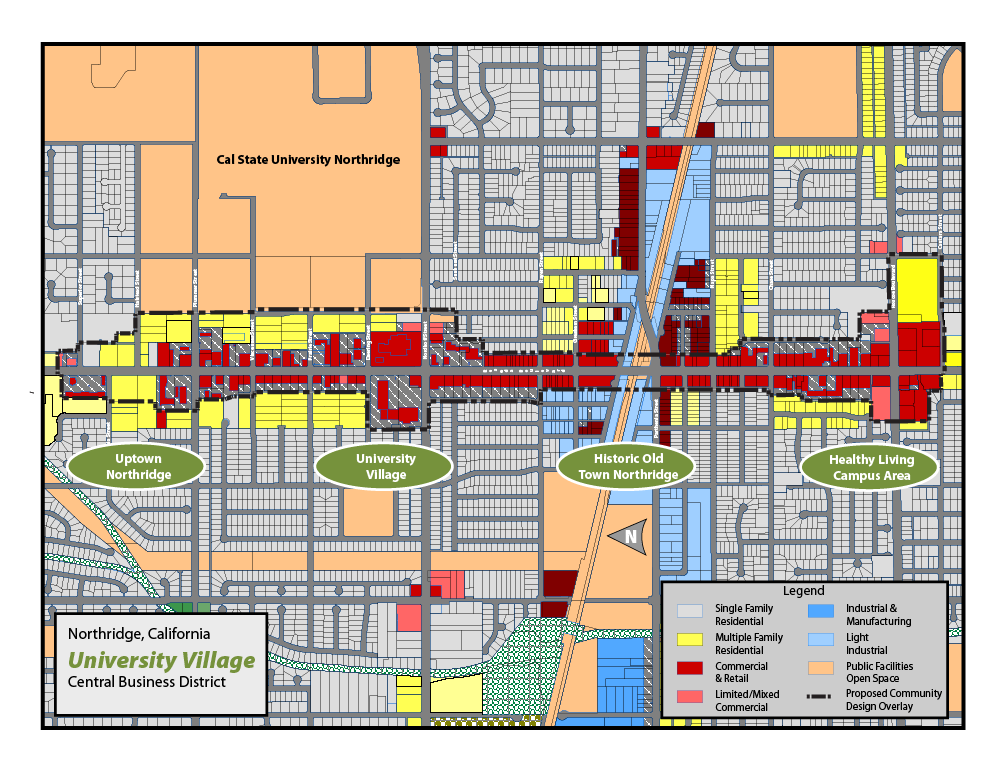 Cal State University Northridge
Uptown
Northridge
University
Village
Historic Old
Town Northridge
Healthy Living
Campus Area
N
Northridge, California
University Village
Central Business District
Legend
Single Family
Residential
Multiple Family
Residential
Commercial
& Retail
Limited/Mixed
Commercial
Industrial &
Manufacturing
Light
Industrial
Public Facilities
Open Space
Proposed Community
Design Overlay